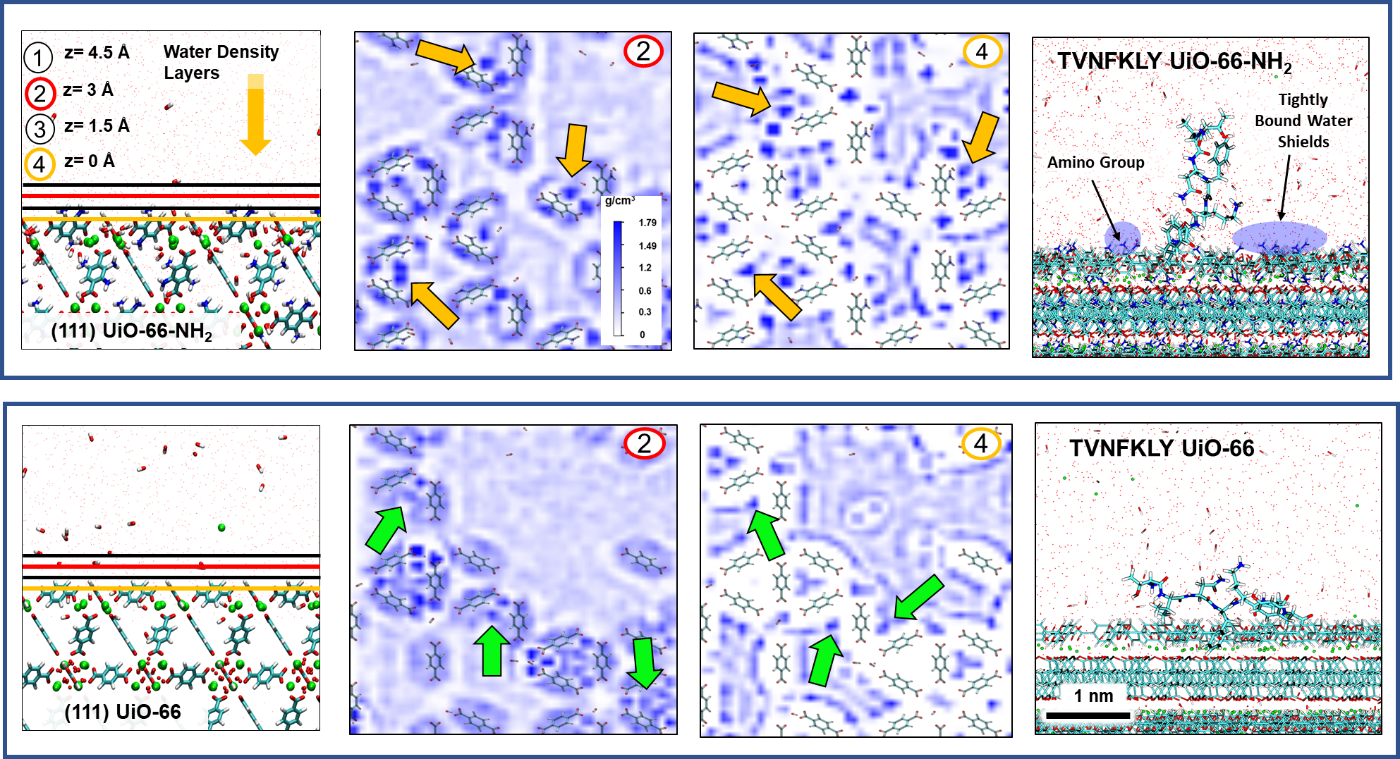 1 z= 4.5 Å
2 z= 3 Å
3 z= 1.5 Å
4 z= 0 Å
Water Density
Layers
(111) UiO-66-NH2
2
g/cm3
1.79
1.49
1.2
0.6
0.3
0
4
TVNFKLY UiO-66-NH2
Tightly
Bound Water
Shields
Amino Group
(111) UiO-66
2
4
TVNFKLY UiO-66
1 nm